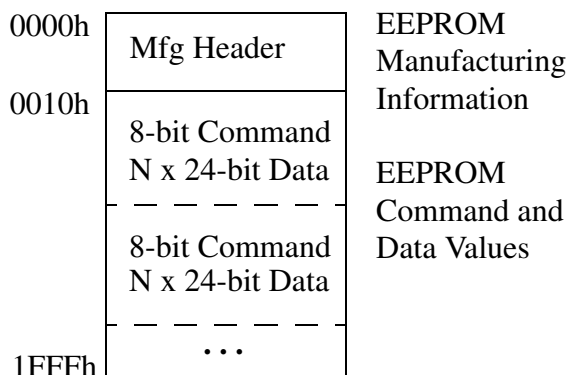 0000h
Mfg Header
EEPROM
Manufacturing
Information
0010h
8-bit Command
N x 24-bit Data
EEPROM
Command and
Data Values
8-bit Command
N x 24-bit Data
...
1FFFh